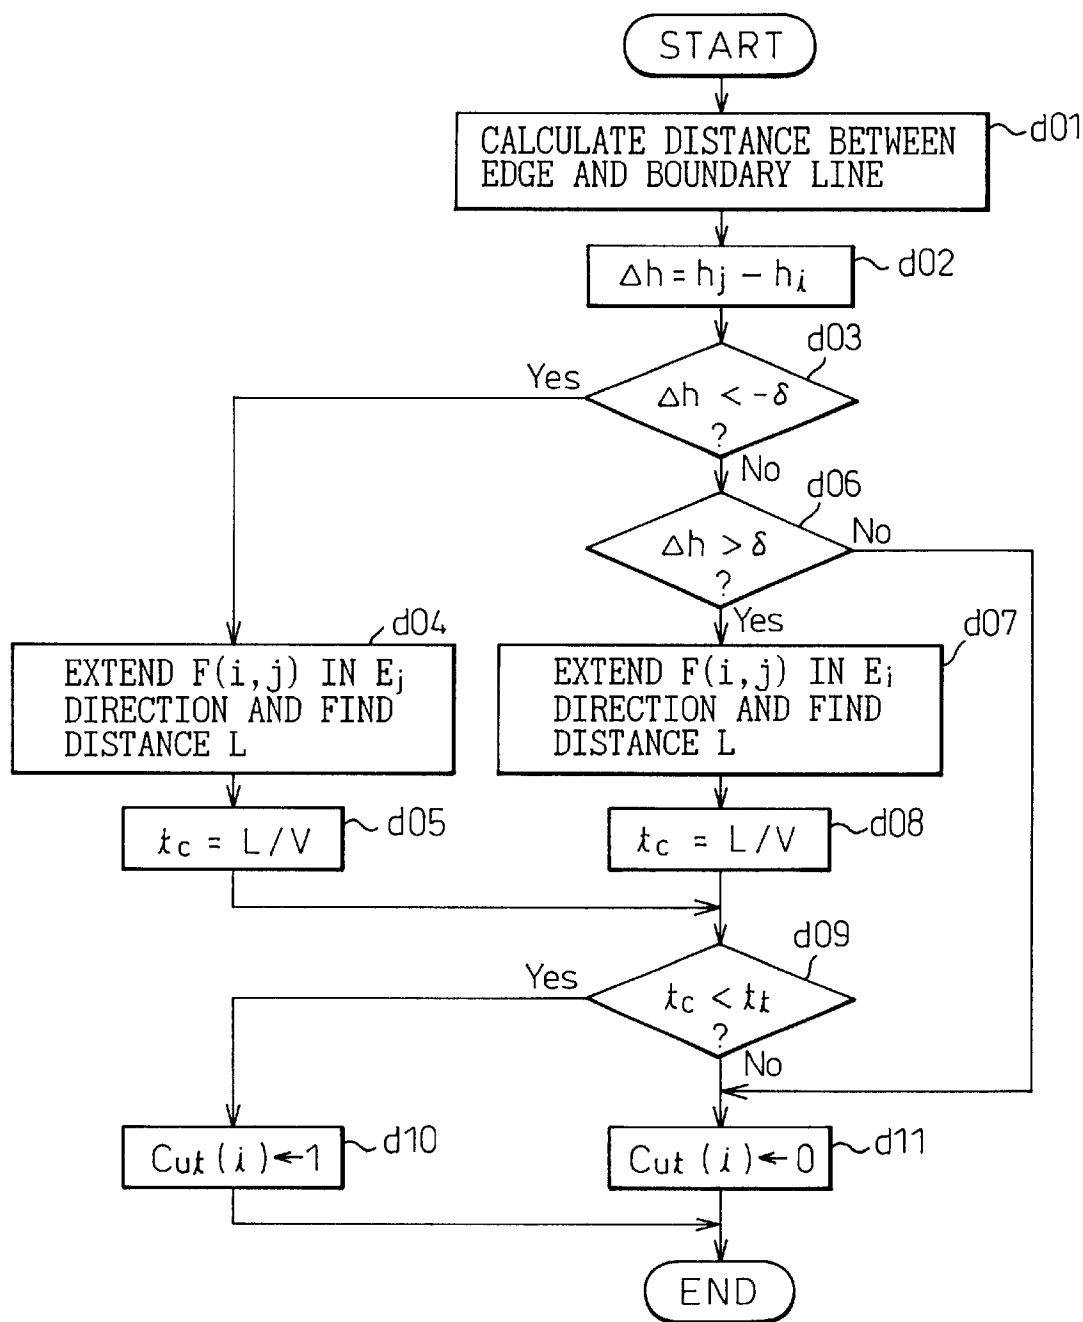 START
CALCULATE DISTANCE BETWEEN
EDGE AND BOUNDARY LINE
d01
Δh = hj − hi
d02
d03
Yes
Δh < -δ
?
No
d06
Δh > δ
?
No
Yes
d04
EXTEND F(i,j) IN Ej
DIRECTION AND FIND
DISTANCE L
d07
EXTEND F(i,j) IN Ei
DIRECTION AND FIND
DISTANCE L
tc = L/V
d05
tc = L/V
d08
d09
Yes
tc < tt
?
No
Cut(i)←1
d10
Cut(i)←0
d11
END